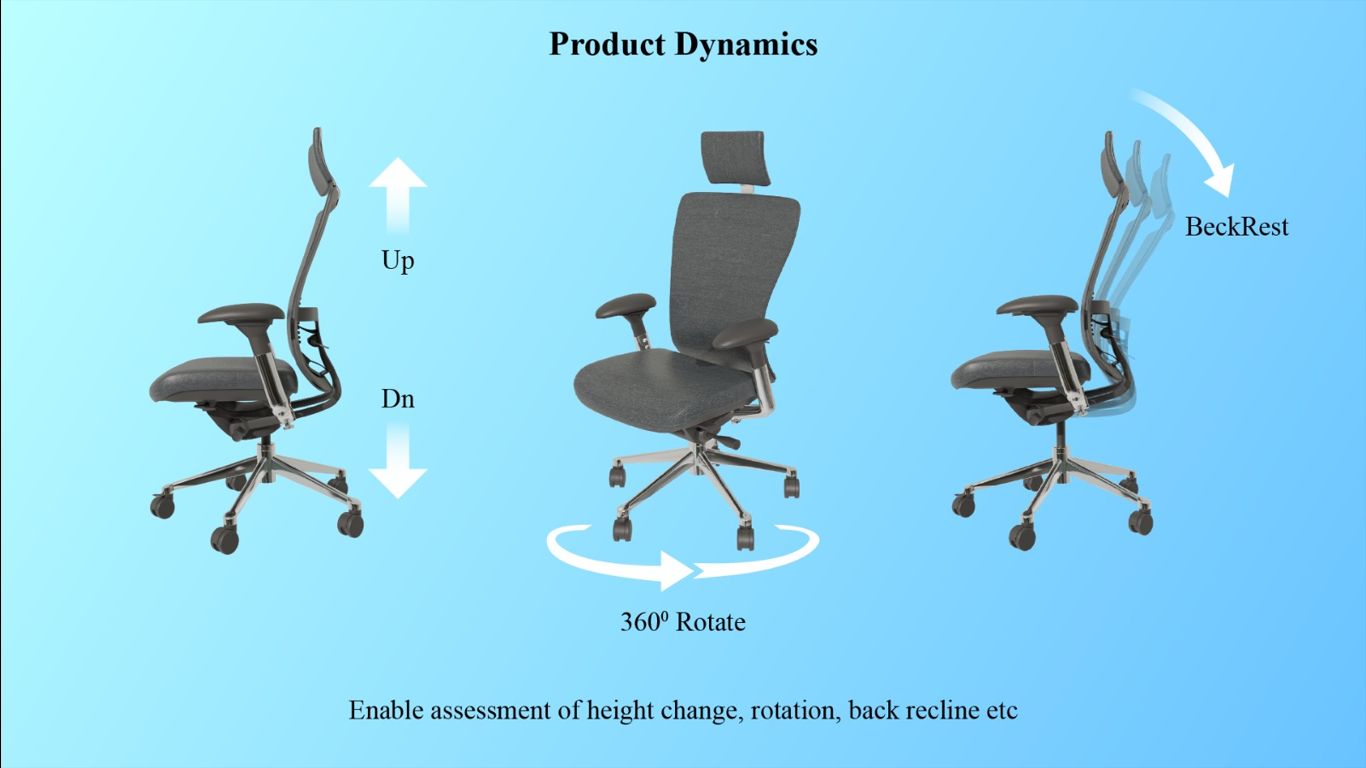 Product Dynamics
Up
Dn
BeckRest
360⁰ Rotate
Enable assessment of height change, rotation, back recline etc